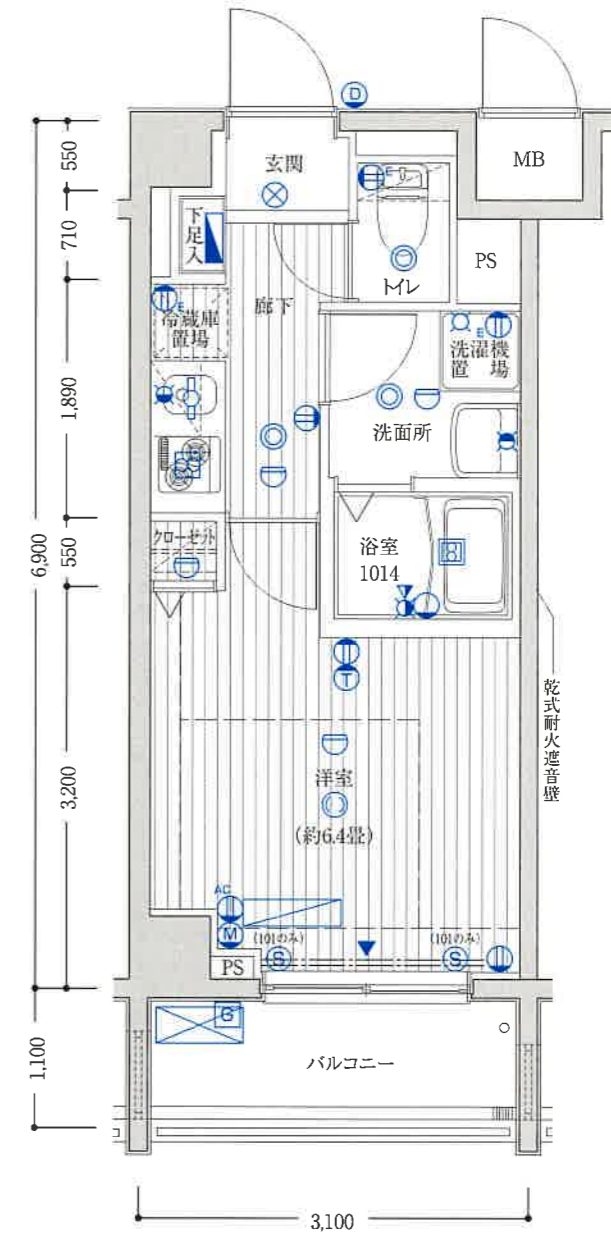 D
玄関
MB
550
E
下足入
710
トイレ
PS
廊下
E
冷蔵庫
置場
E
洗濯機
置場
1,890
洗面所
6,900
550
クローゼット
浴室
1014
T
乾式耐火遮音壁
3,200
洋室
(約6.4畳)
AC
M
(101のみ)
(101のみ)
S
S
PS
G
1,100
バルコニー
3,100